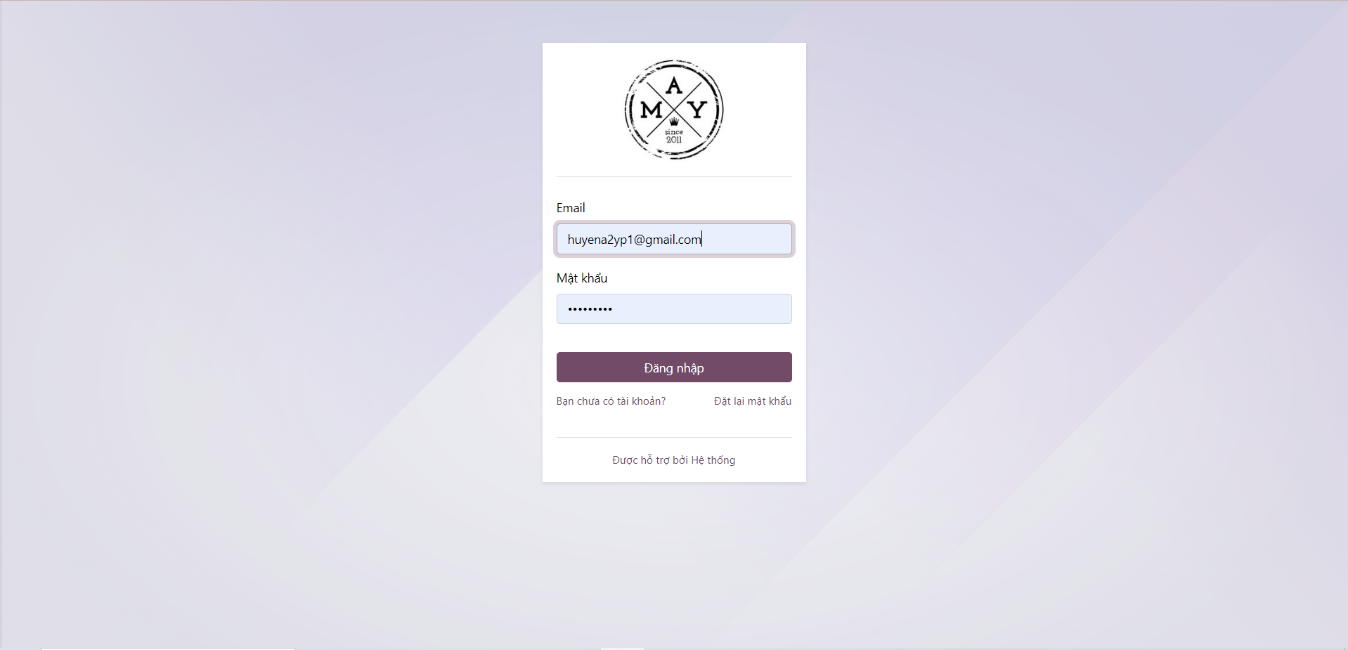 A
M Y
since
2011
Email
huyena2yp1@gmail.com
Mật khẩu
•••••••••
Đăng nhập
Bạn chưa có tài khoản? Đặt lại mật khẩu
Được hỗ trợ bởi Hệ thống